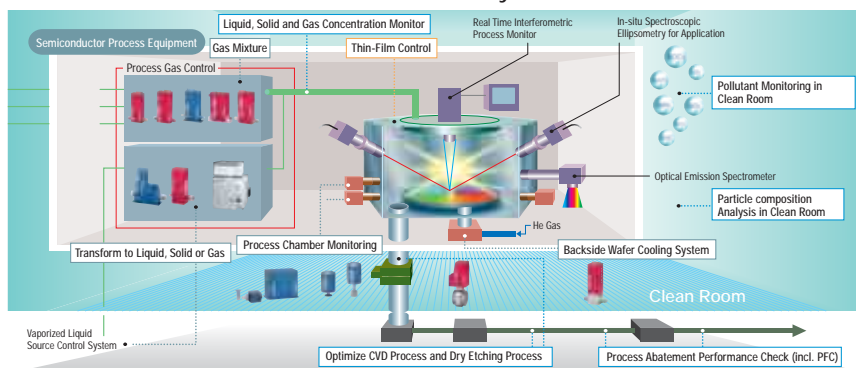 Liquid, Solid and Gas Concentration Monitor
Real Time Interferometric
Process Monitor
In-situ Spectroscopic
Ellipsometry for Application
Semiconductor Process Equipment
Gas Mixture
Thin-Film Control
Process Gas Control
Pollutant Monitoring in
Clean Room
Optical Emission Spectrometer
Particle composition
Analysis in Clean Room
He Gas
Process Chamber Monitoring
Backside Wafer Cooling System
Transform to Liquid, Solid or Gas
Clean Room
Vaporized Liquid
Source Control System
Optimize CVD Process and Dry Etching Process
Process Abatement Performance Check (incl. PFC)